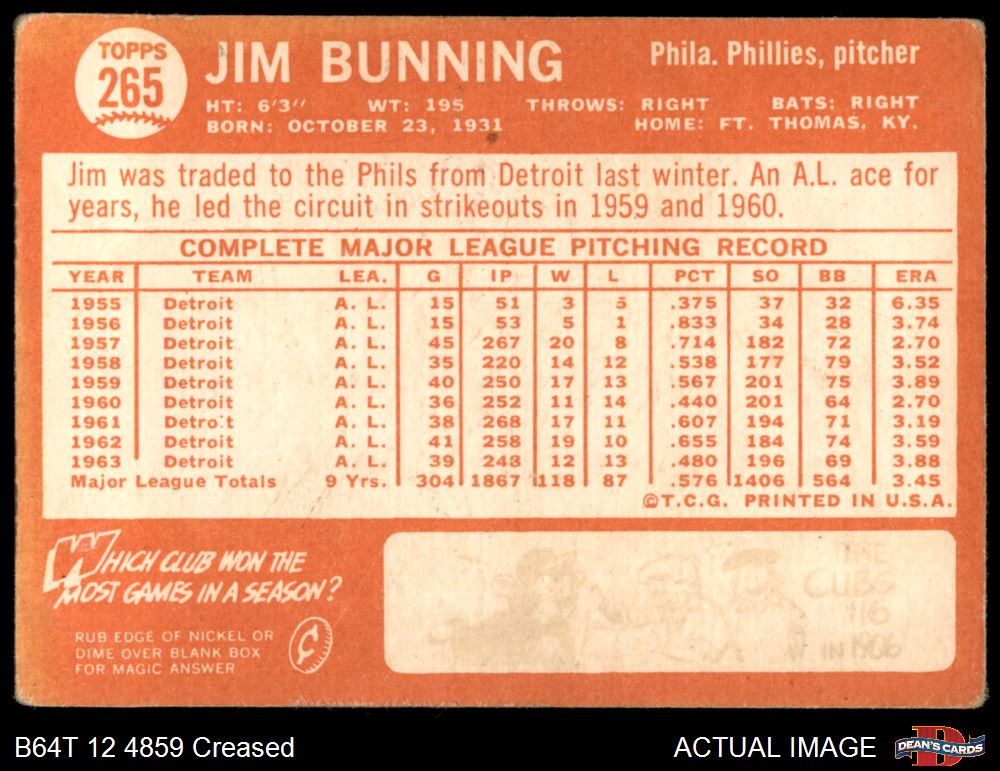 TOPPS
265
JIM BUNNING
Phila. Phillies, pitcher
HT: 6'3" WT: 195 THROWS: RIGHT BATS: RIGHT
BORN: OCTOBER 23, 1931 HOME: FT. THOMAS, KY.
Jim was traded to the Phils from Detroit last winter. An A.L. ace for
years, he led the circuit in strikeouts in 1959 and 1960.
COMPLETE MAJOR LEAGUE PITCHING RECORD
YEAR TEAM LEA. G IP W L PCT SO BB ERA
1955 Detroit A. L. 15 51 3 5 .375 37 32 6.35
1956 Detroit A. L. 15 53 5 1 .833 34 28 3.74
1957 Detroit A. L. 45 267 20 8 .714 182 72 2.70
1958 Detroit A. L. 35 220 14 12 .538 177 79 3.52
1959 Detroit A. L. 40 250 17 13 .567 201 75 3.89
1960 Detroit A. L. 36 252 11 14 .440 201 64 2.70
1961 Detroit A. L. 38 268 17 11 .607 194 71 3.19
1962 Detroit A. L. 41 258 19 10 .655 184 74 3.59
1963 Detroit A. L. 39 248 12 13 .480 196 69 3.88
Major League Totals 9 Yrs. 304 1867 118 87 .576 1406 564 3.45
©T.C.G. PRINTED IN U.S.A.
WHICH CLUB WON THE
MOST GAMES IN A SEASON?
RUB EDGE OF NICKEL OR
DIME OVER BLANK BOX
FOR MAGIC ANSWER
THE
CUBS
116
IN 1906
B64T 12 4859 Creased
ACTUAL IMAGE
DEAN'S CARDS